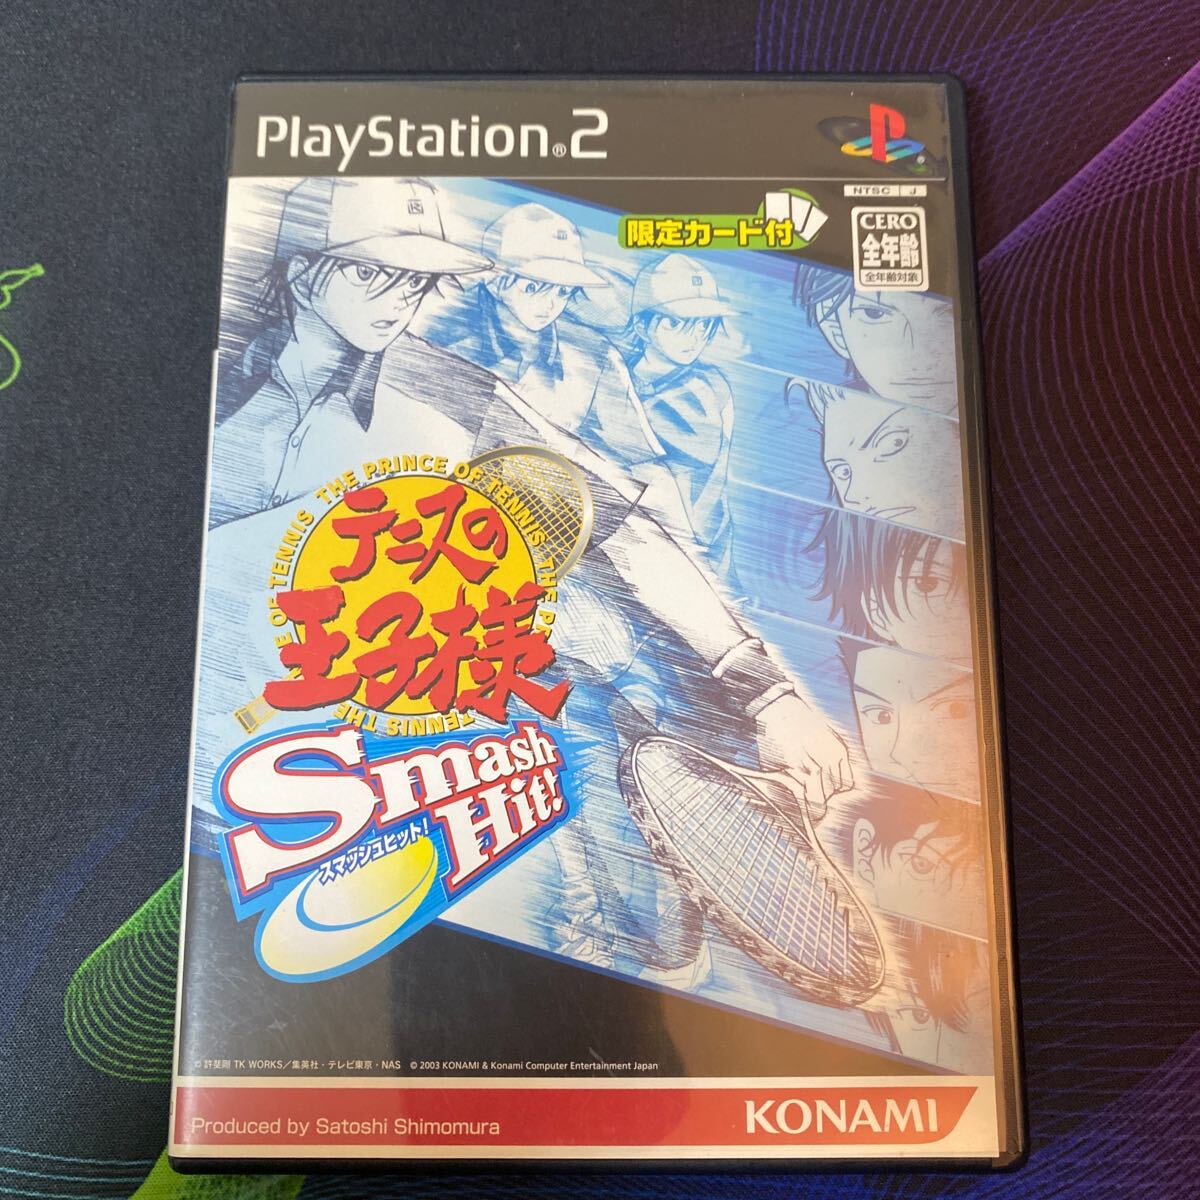 PlayStation®2
NTSC J
限定カード付
CERO
全年齢
全年齢対象
THE PRINCE OF TENNIS THE
OF TENNIS
TENNIS THE
テニスの
王子様
Smash
Hit!
スマッシュヒット!
© 許斐剛 TK WORKS／集英社・テレビ東京・NAS © 2003 KONAMI & Konami Computer Entertainment Japan
Produced by Satoshi Shimomura
KONAMI